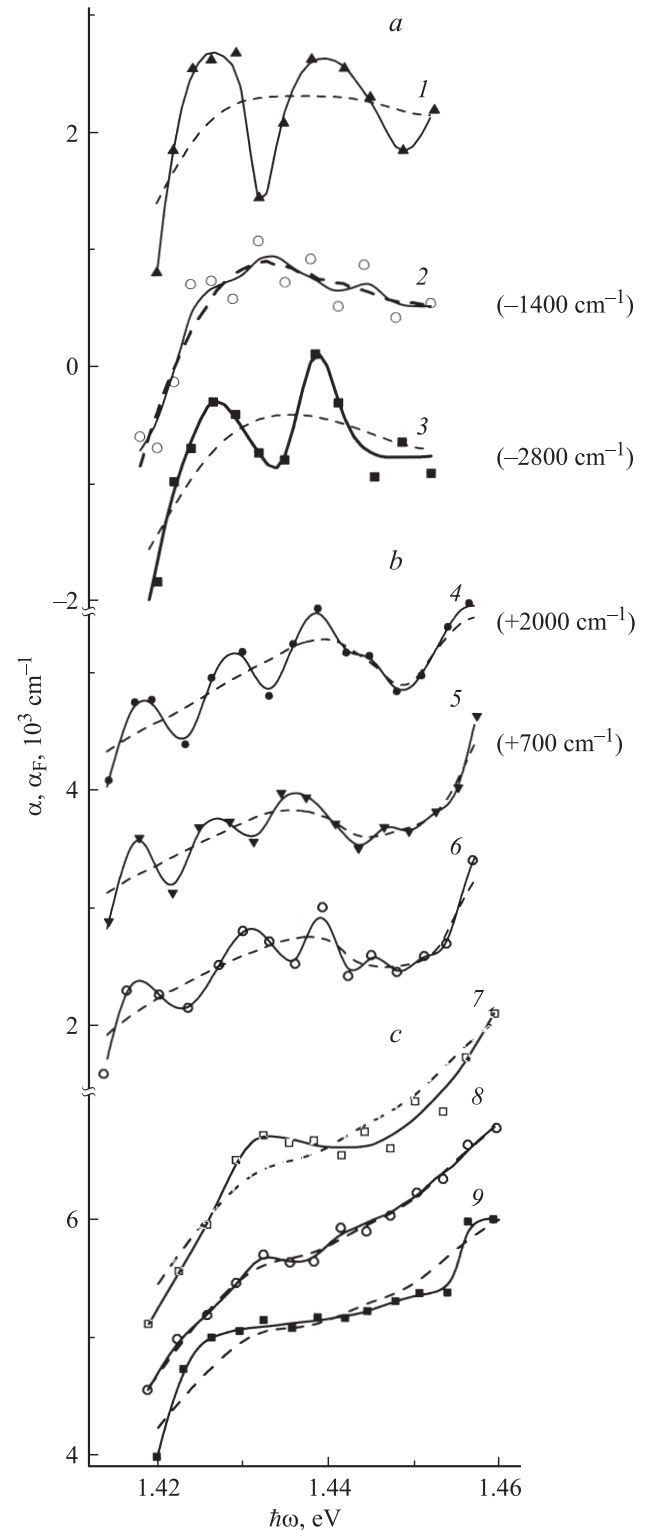 a
1
2
2
(–1400 cm⁻¹)
0
3
(–2800 cm⁻¹)
b
–2
4
(+2000 cm⁻¹)
5
(+700 cm⁻¹)
α, α_F, 10³ cm⁻¹
4
6
2
7
c
8
9
6
4
1.42 1.44 1.46
ħω, eV